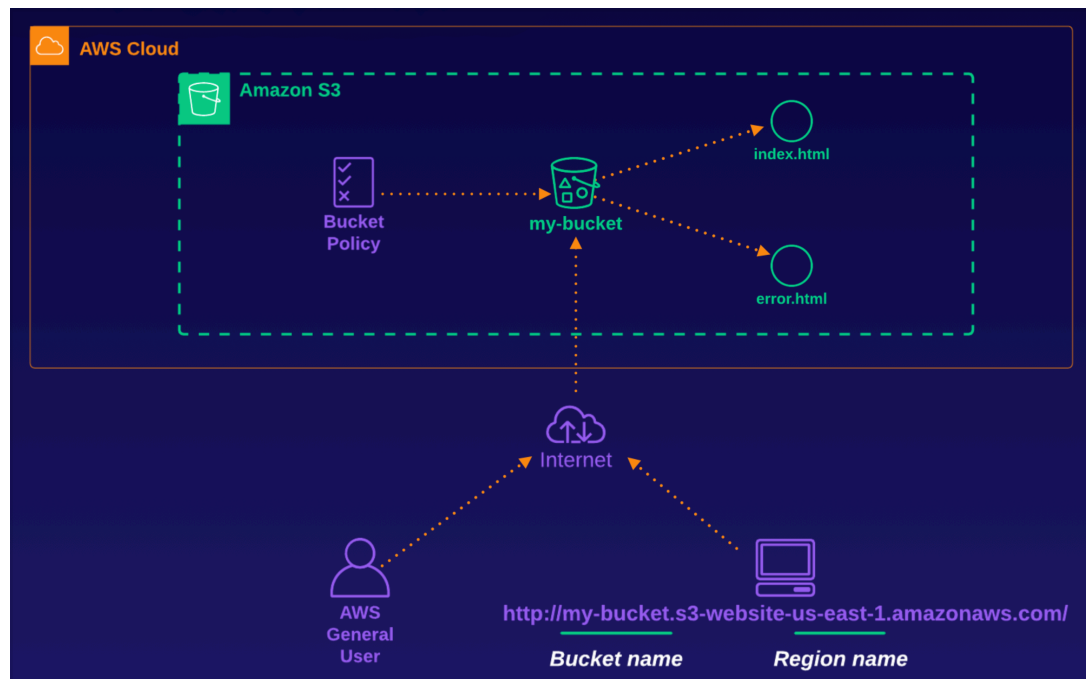 AWS Cloud
Amazon S3
index.html
Bucket
Policy
my-bucket
error.html
Internet
AWS
General
User
http://my-bucket.s3-website-us-east-1.amazonaws.com/
Bucket name
Region name